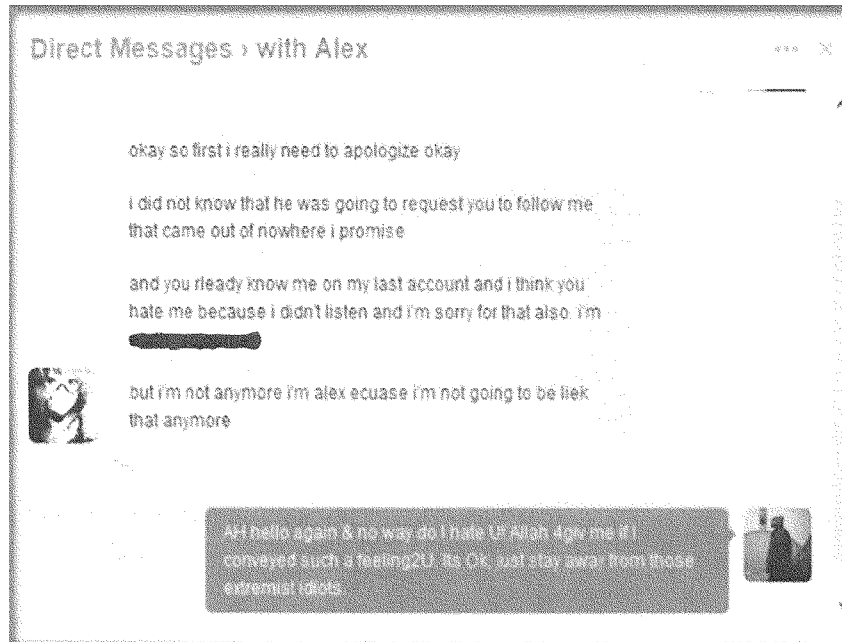 Direct Messages › with Alex
okay so first i really need to apologize okay
i did not know that he was going to request you to follow me
that came out of nowhere i promise
and you rleady know me on my last account and i think you
hate me because i didn't listen and i'm sorry for that also. i'm
but i'm not anymore i'm alex ecuase i'm not going to be liek
that anymore
AH hello again & no way do I hate U! Allah 4giv me if I
conveyed such a feeling2U. Its Ok, just stay away from those
extremist idiots